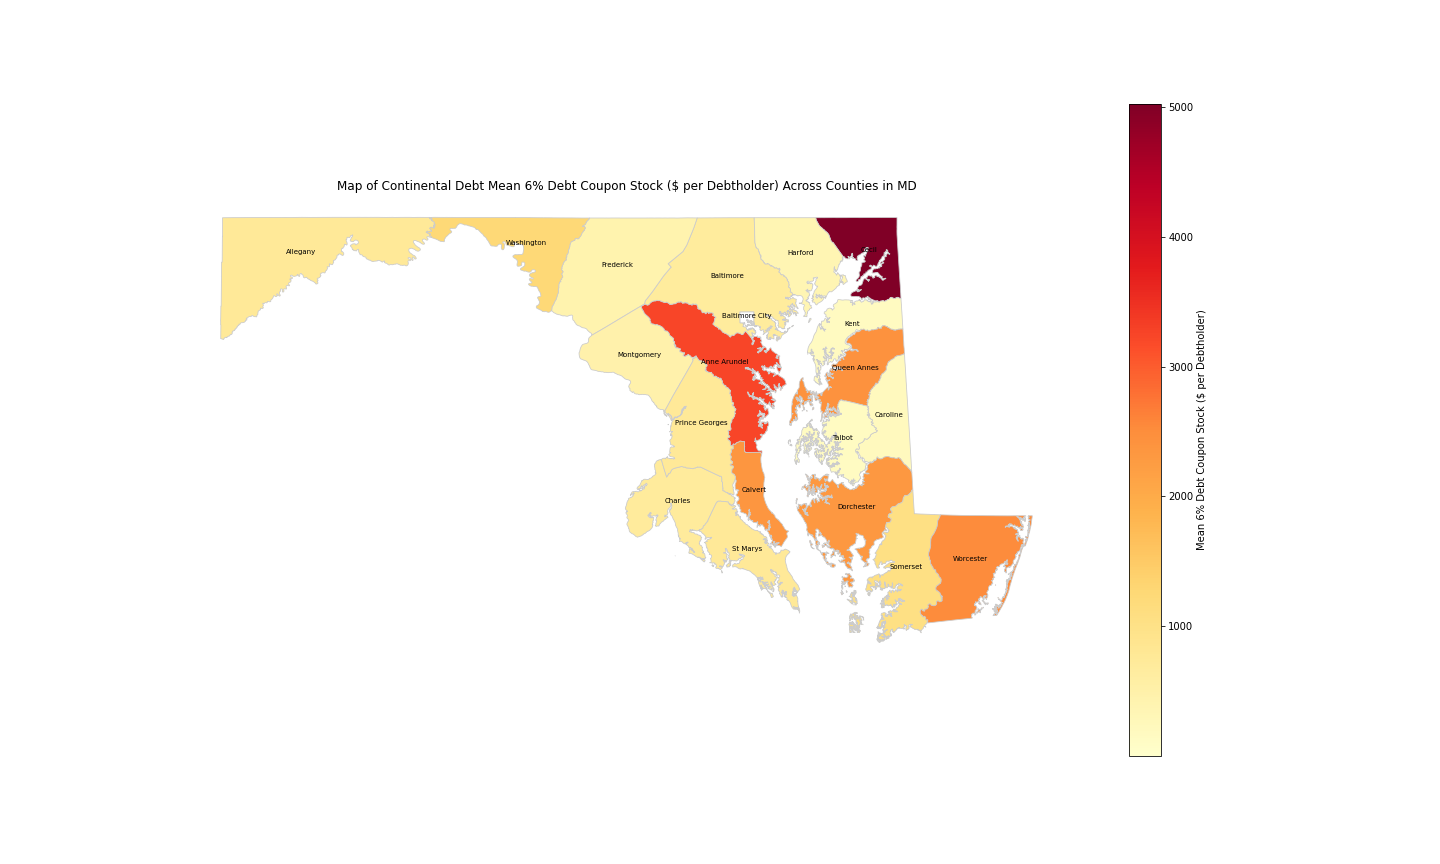 Map of Continental Debt Mean 6% Debt Coupon Stock ($ per Debtholder) Across Counties in MD
Allegany
Washington
Frederick
Baltimore
Harford
Baltimore City
Kent
Montgomery
Anne Arundel
Queen Annes
Prince Georges
Caroline
Talbot
Calvert
Charles
Dorchester
St Marys
Somerset
Worcester
5000
4000
3000
2000
1000
Mean 6% Debt Coupon Stock ($ per Debtholder)